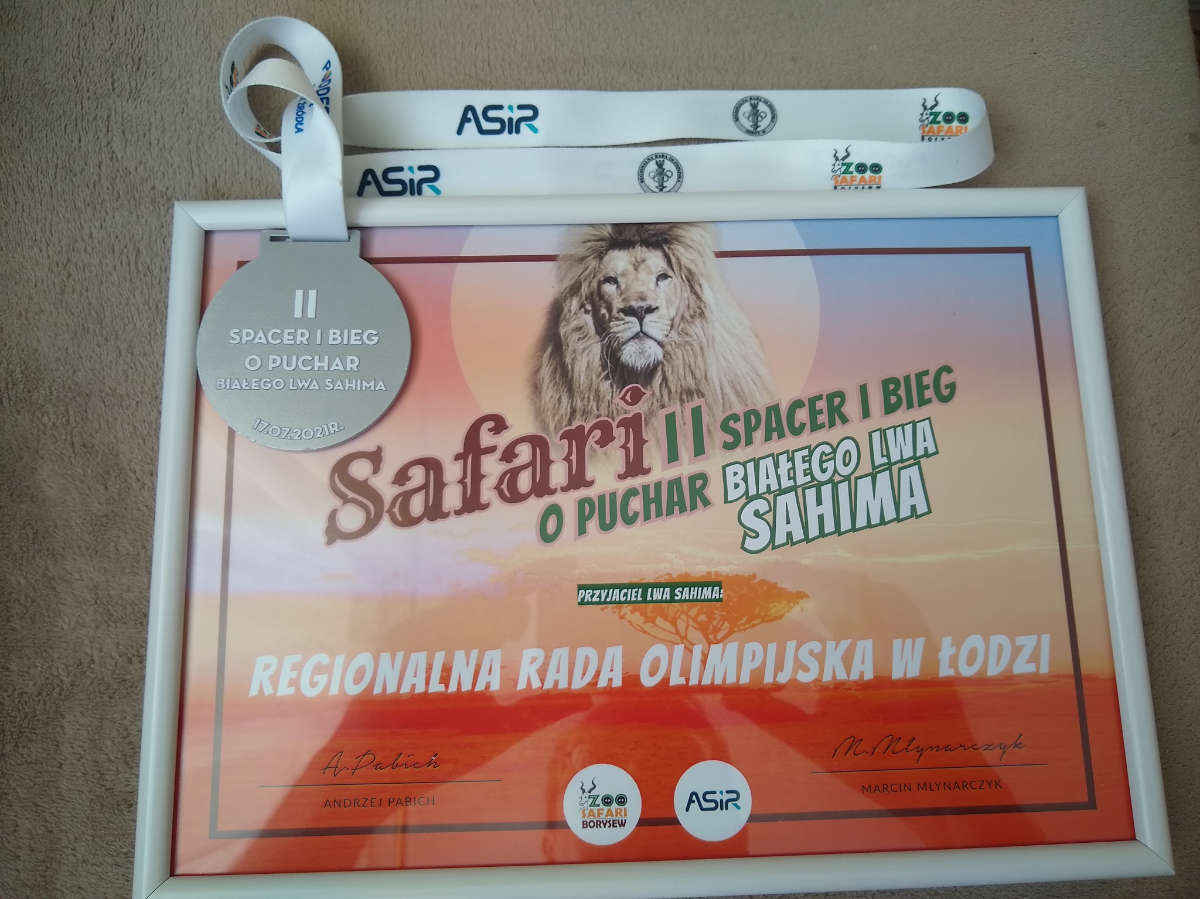 ASiR
ZOO
SAFARI
ASiR
ZOO
SAFARI
BORYSEW
II
SPACER I BIEG
O PUCHAR
BIAŁEGO LWA SAHIMA
17.07.2021R.
Safari II SPACER I BIEG
O PUCHAR BIAŁEGO LWA
SAHIMA
PRZYJACIEL LWA SAHIMA:
REGIONALNA RADA OLIMPIJSKA W ŁODZI
A.Pabich
M.Młynarczyk
ANDRZEJ PABICH
MARCIN MŁYNARCZYK
ZOO
SAFARI
BORYSEW
ASiR